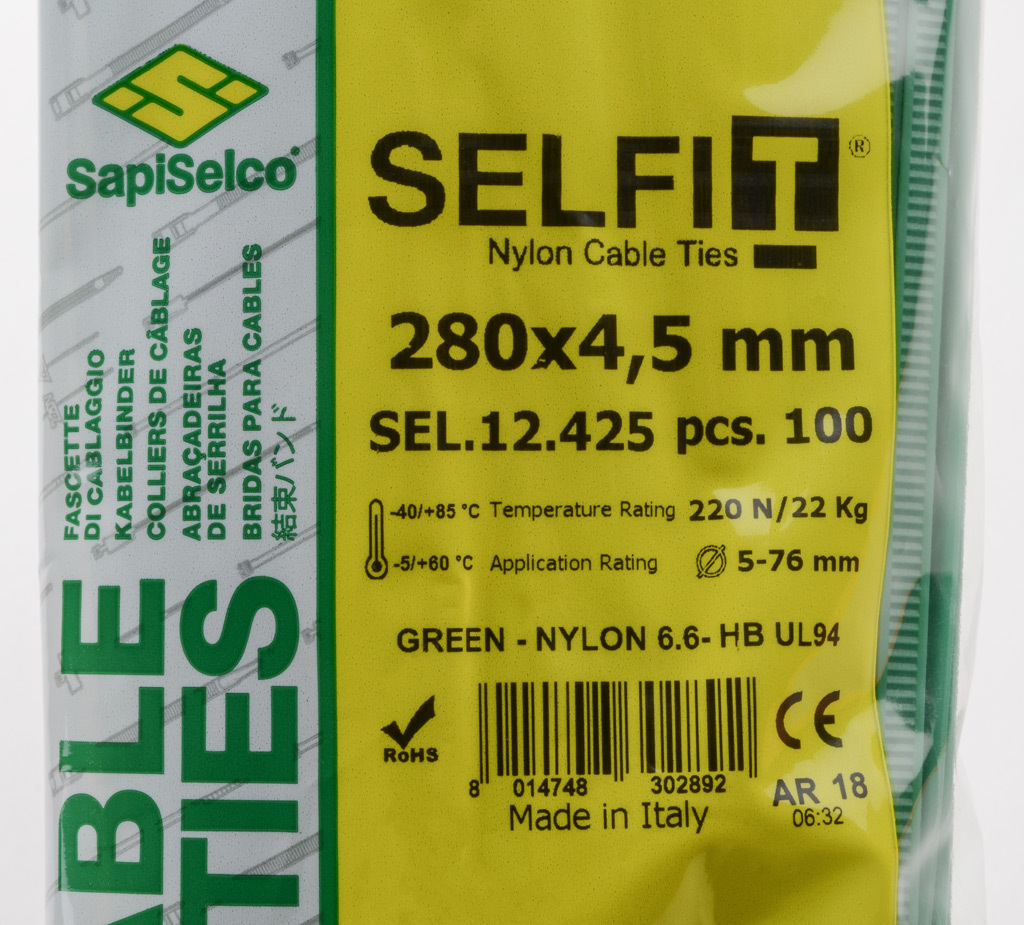 SapiSelco
FASCETTE
DI CABLAGGIO
KABELBINDER
COLLIERS DE CÂBLAGE
ABRAÇADEIRAS
DE SERRILHA
BRIDAS PARA CABLES
結束バンド
ABLE
TIES
SELFIT®
Nylon Cable Ties
280x4,5 mm
SEL.12.425 pcs. 100
-40/+85 °C Temperature Rating 220 N/22 Kg
-5/+60 °C Application Rating 5-76 mm
GREEN - NYLON 6.6- HB UL94
RoHS
CE
8 014748 302892
AR 18
Made in Italy
06:32